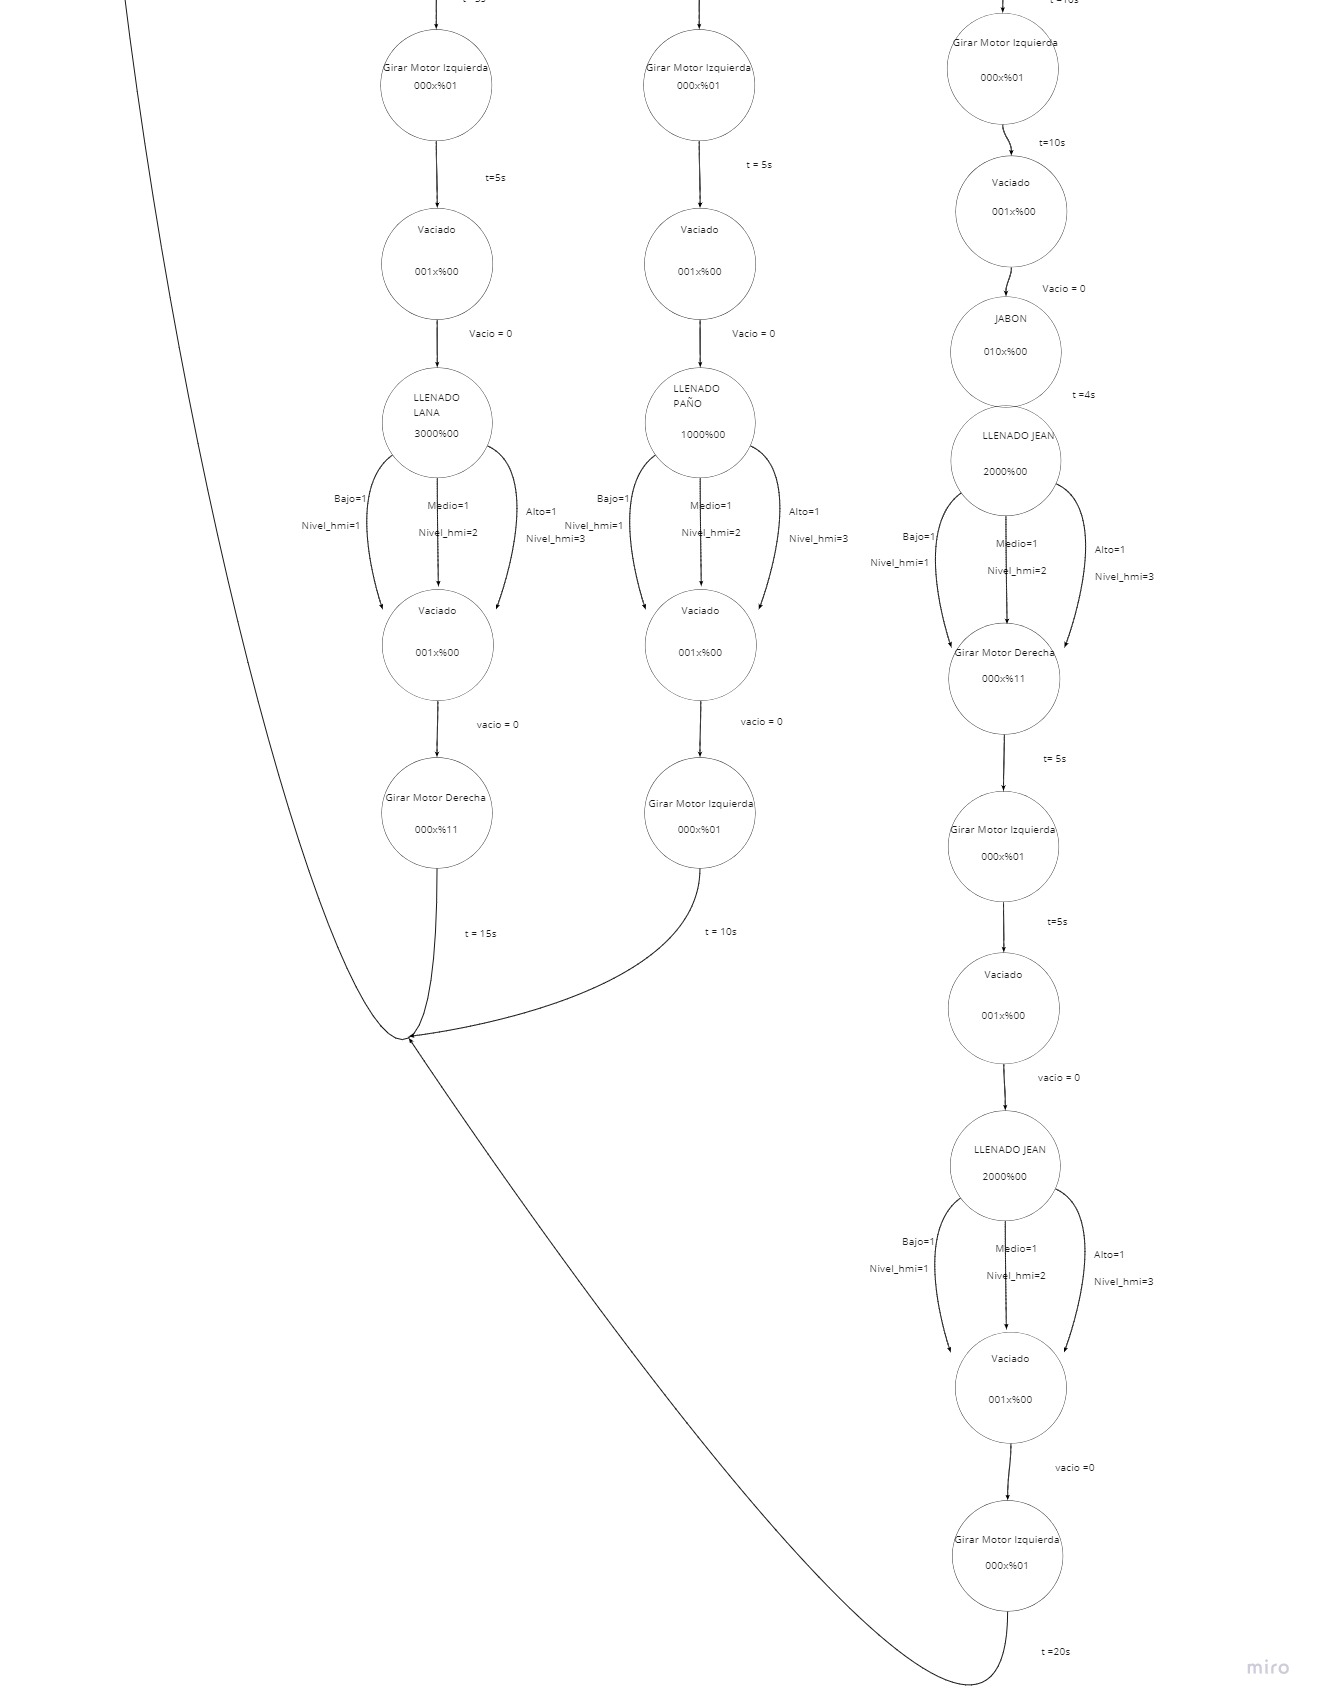 Girar Motor Izquierda
000x%01
t=5s
Vaciado
001x%00
Vacio = 0
LLENADO
LANA
3000%00
Bajo=1
Nivel_hmi=1
Medio=1
Nivel_hmi=2
Alto=1
Nivel_hmi=3
Vaciado
001x%00
vacio = 0
Girar Motor Derecha
000x%11
t = 15s
Girar Motor Izquierda
000x%01
t = 5s
Vaciado
001x%00
Vacio = 0
LLENADO
PAÑO
1000%00
Bajo=1
Nivel_hmi=1
Medio=1
Nivel_hmi=2
Alto=1
Nivel_hmi=3
Vaciado
001x%00
vacio = 0
Girar Motor Izquierda
000x%01
t = 10s
Girar Motor Izquierda
000x%01
t=10s
Vaciado
001x%00
Vacio = 0
JABON
010x%00
t =4s
LLENADO JEAN
2000%00
Bajo=1
Nivel_hmi=1
Medio=1
Nivel_hmi=2
Alto=1
Nivel_hmi=3
Girar Motor Derecha
000x%11
t= 5s
Girar Motor Izquierda
000x%01
t=5s
Vaciado
001x%00
vacio = 0
LLENADO JEAN
2000%00
Bajo=1
Nivel_hmi=1
Medio=1
Nivel_hmi=2
Alto=1
Nivel_hmi=3
Vaciado
001x%00
vacio =0
Girar Motor Izquierda
000x%01
t =20s
miro